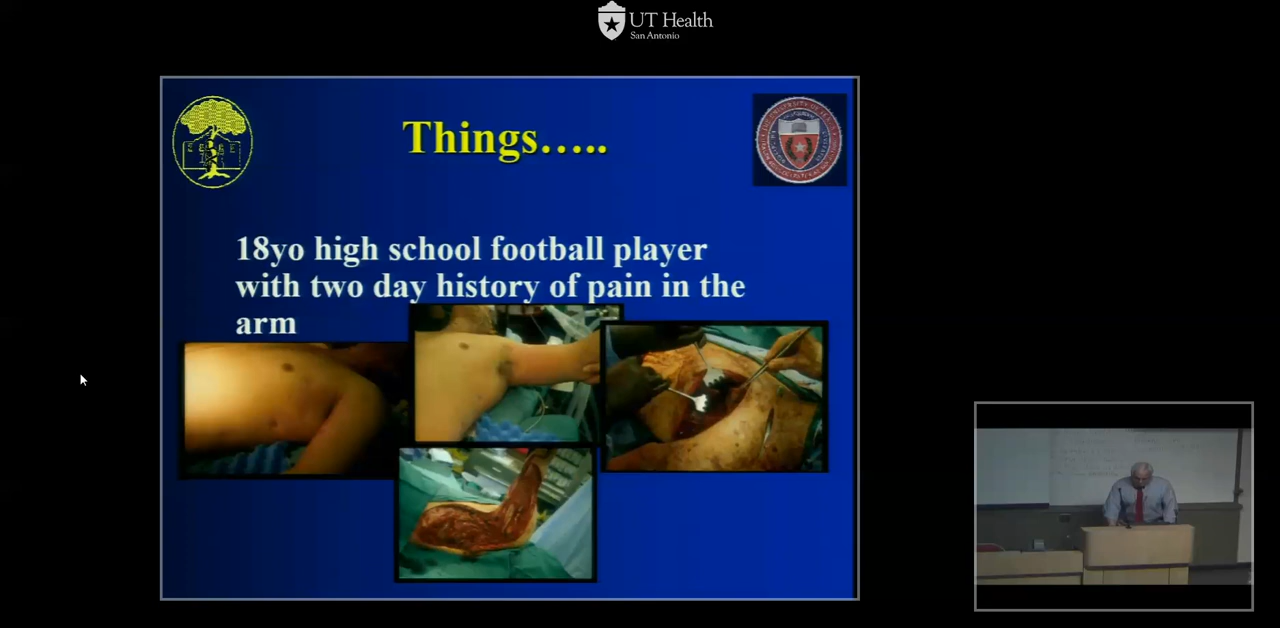 UT Health
San Antonio
Things.....
18yo high school football player
with two day history of pain in the
arm